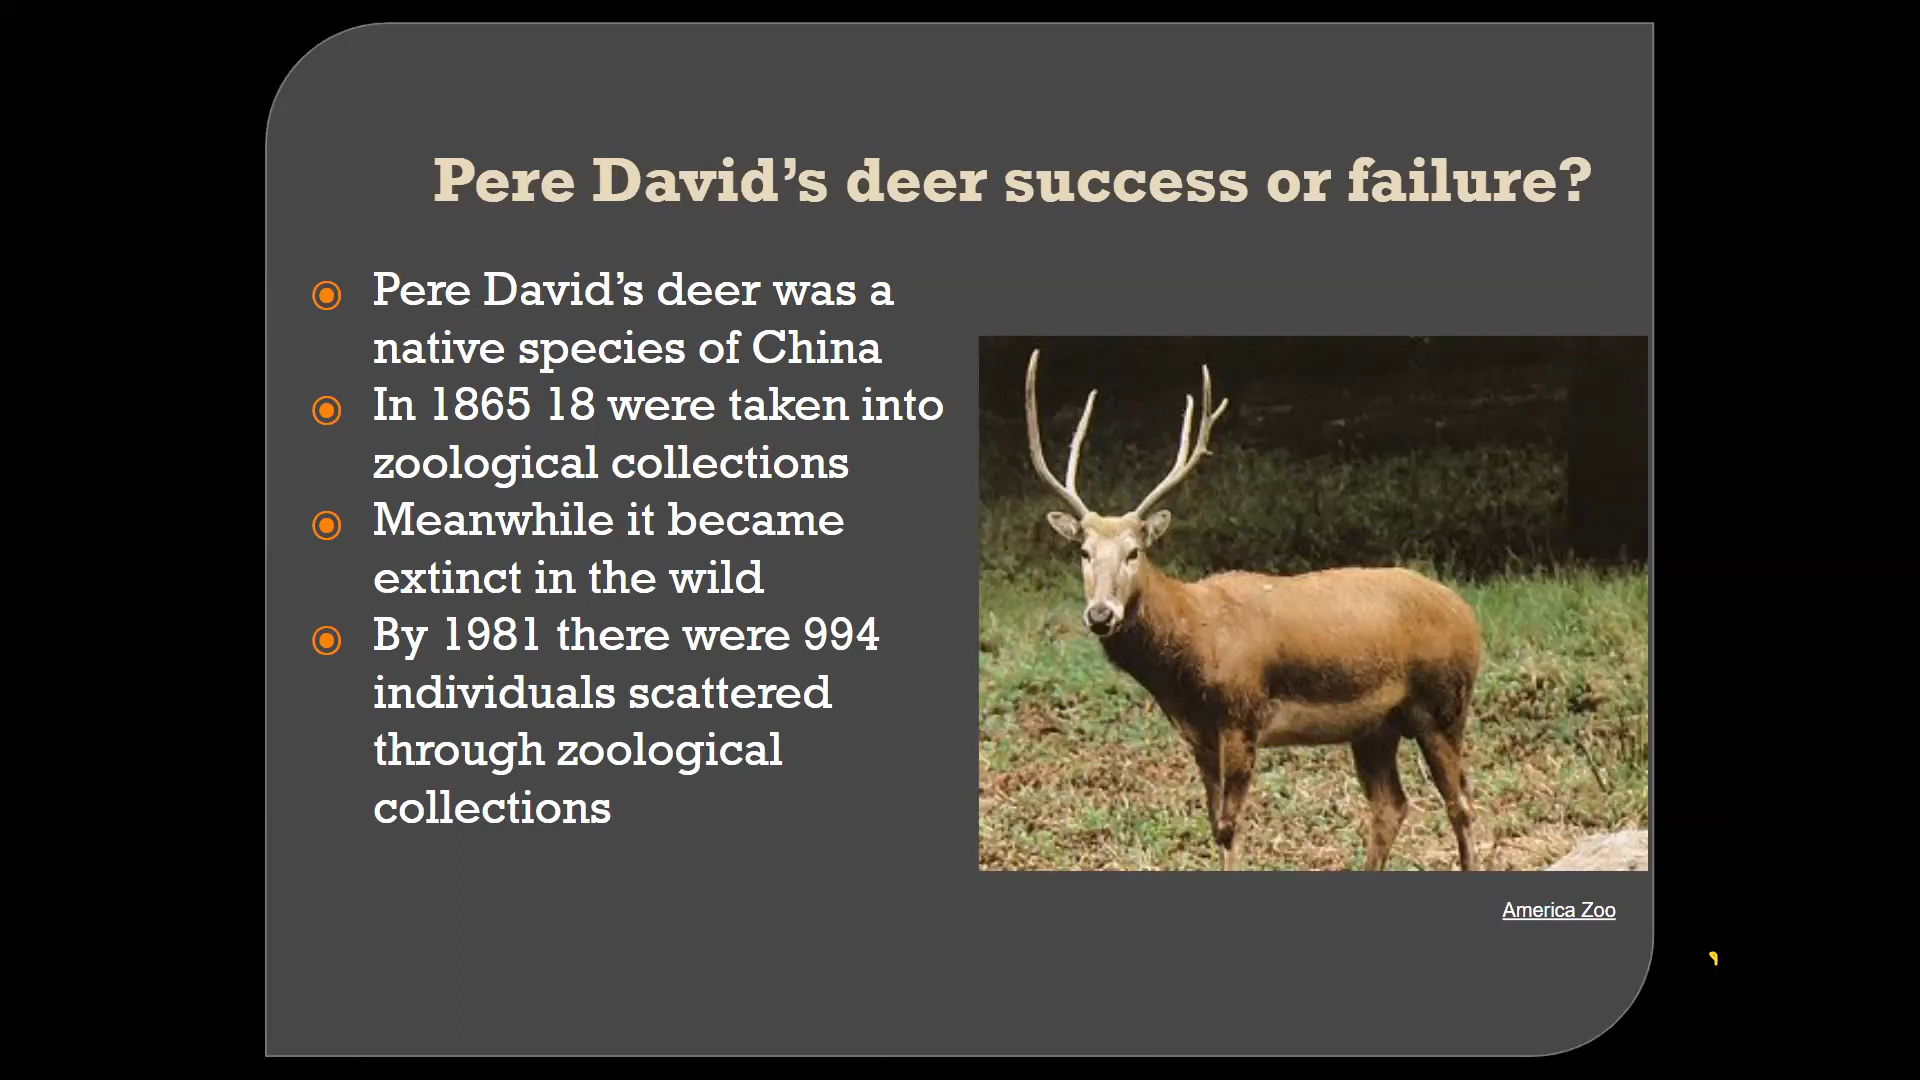 Pere David’s deer success or failure?
Pere David’s deer was a
native species of China
In 1865 18 were taken into
zoological collections
Meanwhile it became
extinct in the wild
By 1981 there were 994
individuals scattered
through zoological
collections
America Zoo